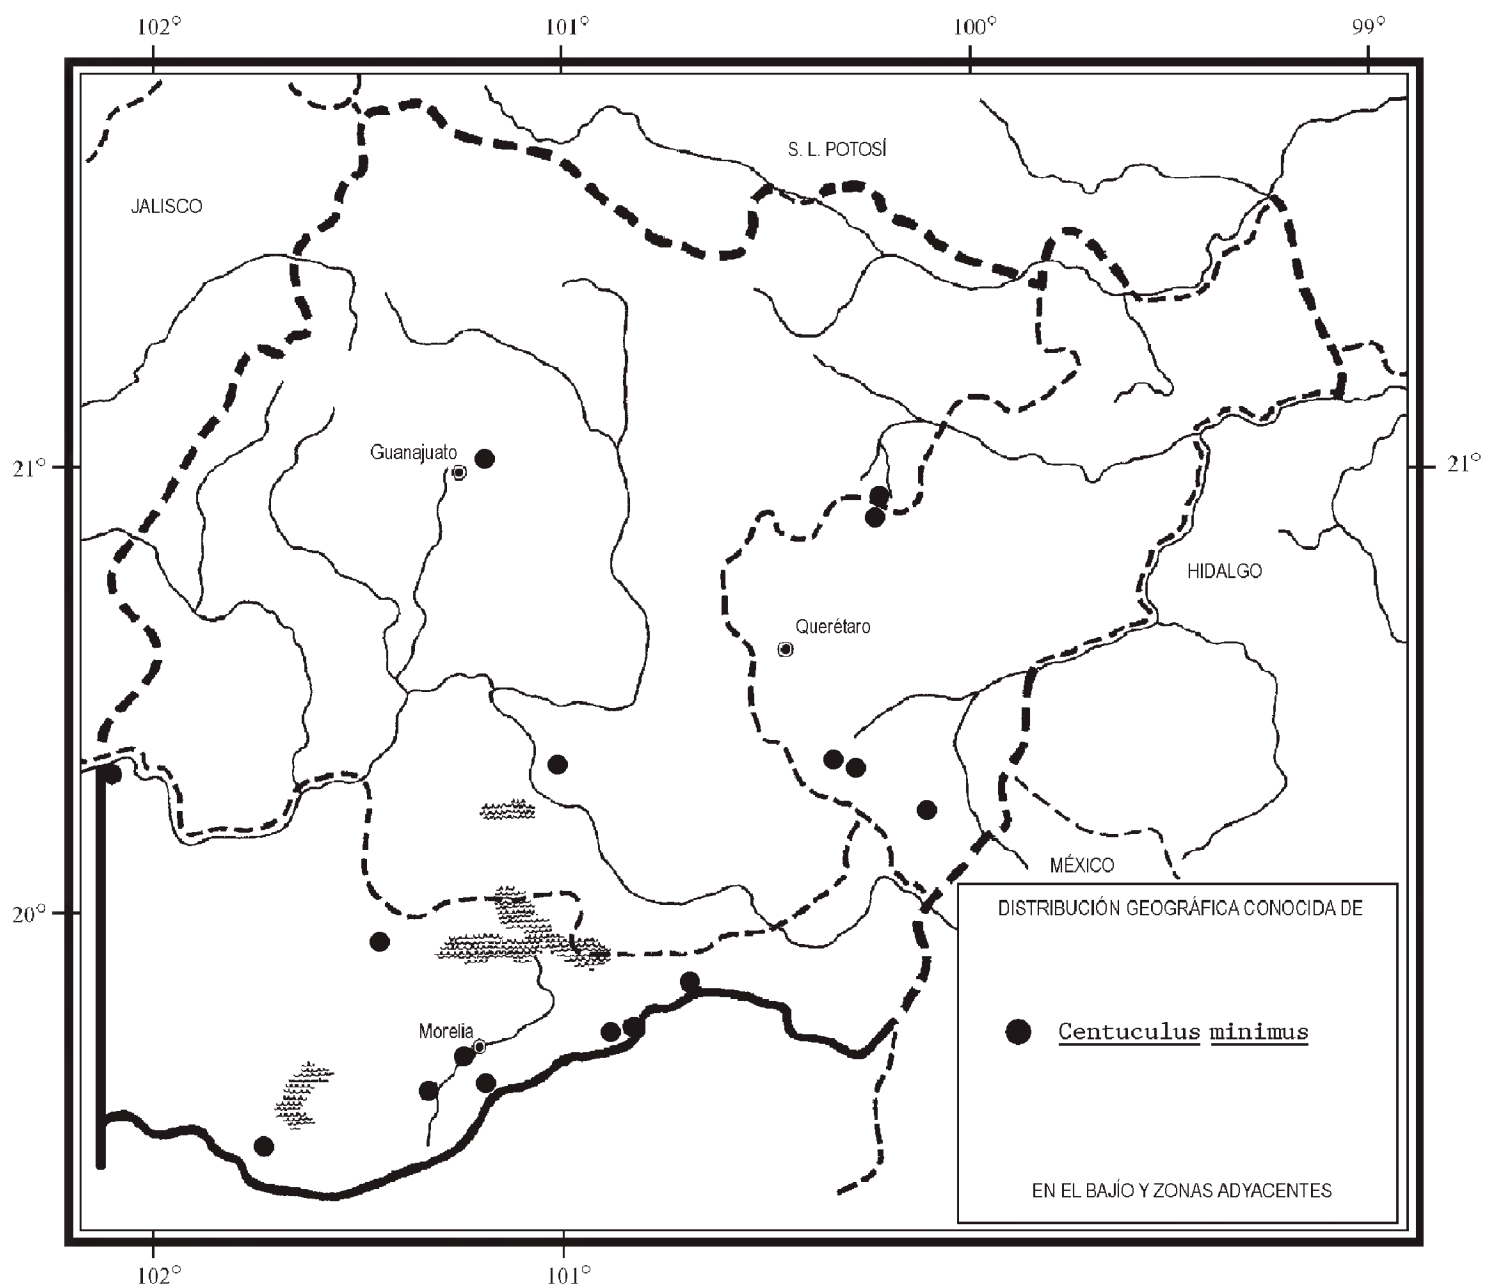 102° 101° 100° 99°
S. L. POTOSÍ
JALISCO
Guanajuato
21° 21°
HIDALGO
Querétaro
MÉXICO
20°
DISTRIBUCIÓN GEOGRÁFICA CONOCIDA DE
Centuculus minimus
Morelia
EN EL BAJÍO Y ZONAS ADYACENTES
102° 101°